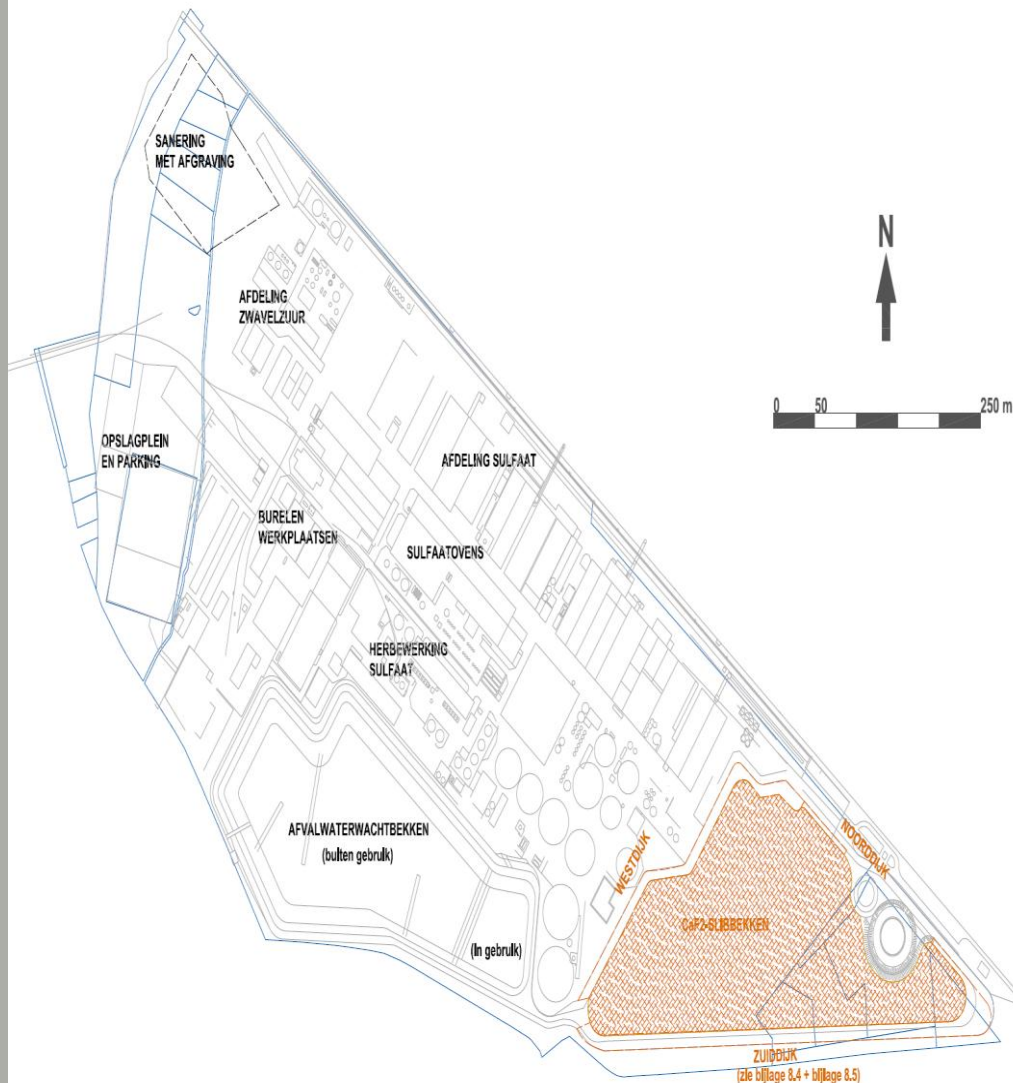 SANERING
MET AFGRAVING
N
AFDELING
ZWAVELZUUR
0 50 250 m
OPSLAGPLEIN
EN PARKING
AFDELING SULFAAT
BURELEN
WERKPLAATSEN
SULFAATOVENS
HERBEWERKING
SULFAAT
AFVALWATERWACHTBEKKEN
(buiten gebruik)
(In gebruik)
WESTDIJK
NOORDDIJK
CaF2-SLIBBEKKEN
ZUIDDIJK
(zie bijlage 8.4 + bijlage 8.5)